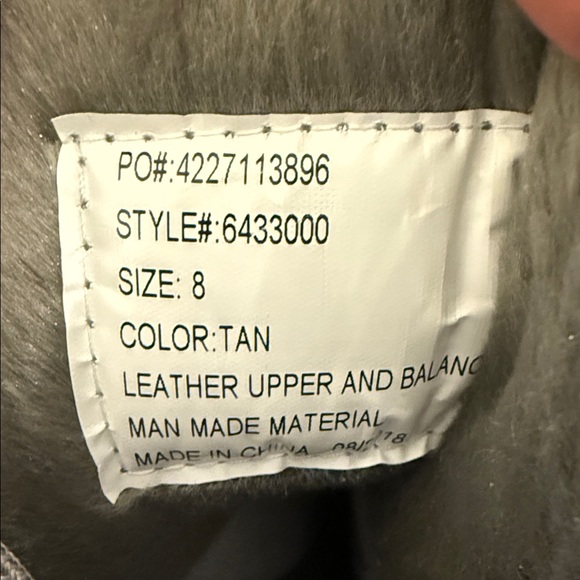 PO#:4227113896
STYLE#:6433000
SIZE: 8
COLOR:TAN
LEATHER UPPER AND BALANC
MAN MADE MATERIAL
MADE IN CHINA